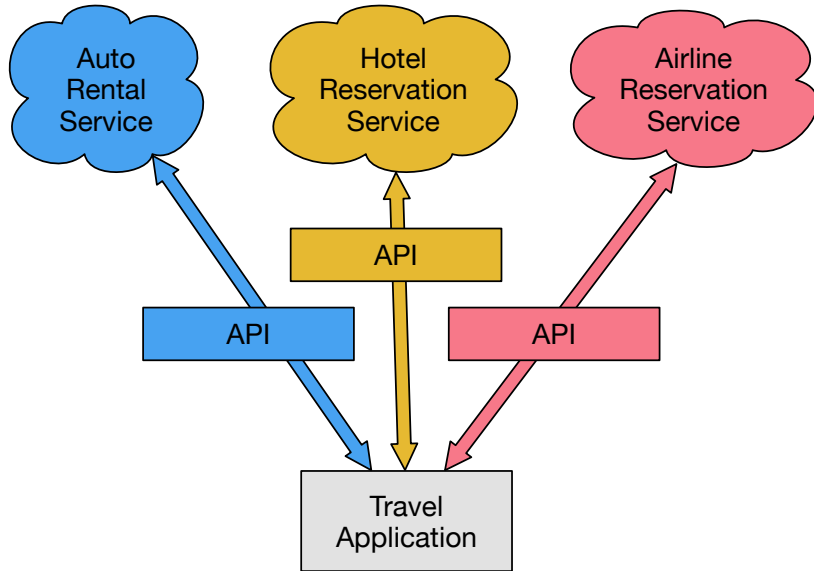 Auto
Rental
Service
Hotel
Reservation
Service
Airline
Reservation
Service
API
API
API
Travel
Application